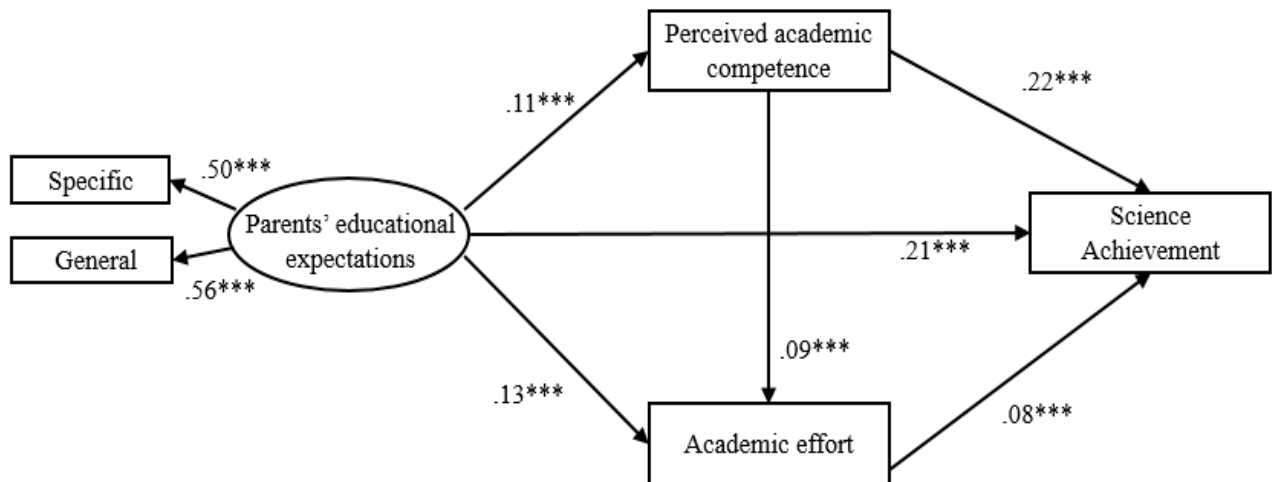 Perceived academic
competence
.11***
.22***
.50***
Specific
Parents’ educational
expectations
General
.56***
.21***
Science
Achievement
.09***
.13***
.08***
Academic effort